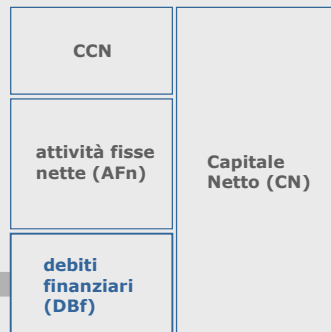 CCN
attività fisse
nette (AFn)
debiti
finanziari
(DBf)
Capitale
Netto (CN)